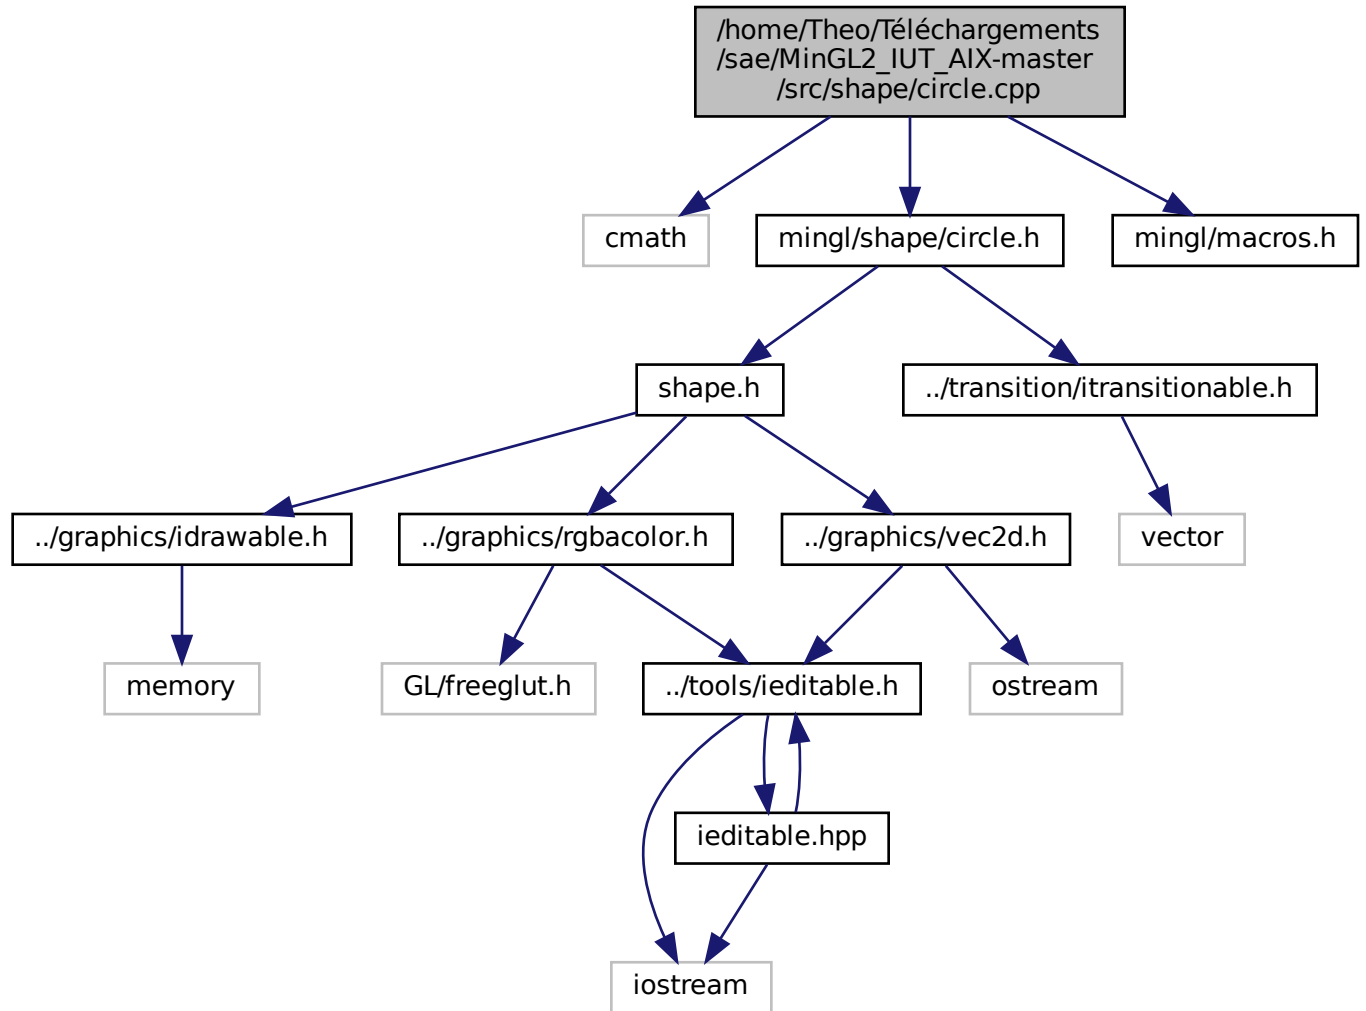 /home/Theo/Téléchargements
/sae/MinGL2_IUT_AIX-master
/src/shape/circle.cpp
cmath
mingl/shape/circle.h
mingl/macros.h
shape.h
../transition/itransitionable.h
../graphics/idrawable.h
../graphics/rgbacolor.h
../graphics/vec2d.h
vector
memory
GL/freeglut.h
../tools/ieditable.h
ostream
ieditable.hpp
iostream